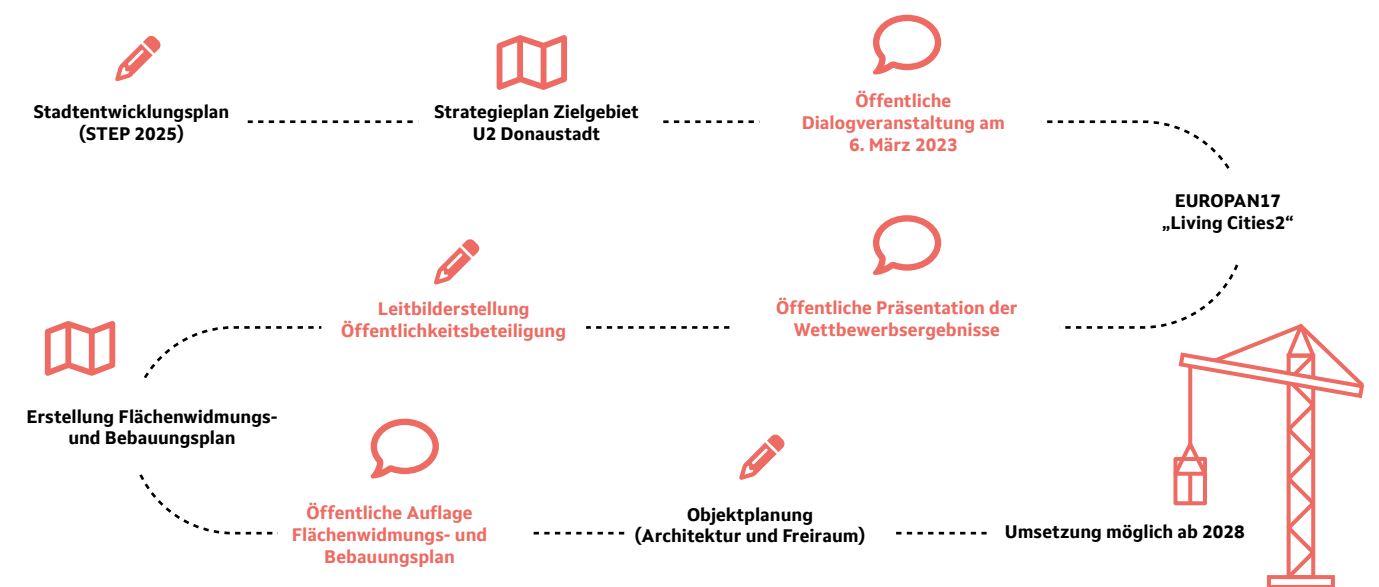 Stadtentwicklungsplan
(STEP 2025)
Strategieplan Zielgebiet
U2 Donaustadt
Öffentliche
Dialogveranstaltung am
6. März 2023
EUROPAN17
„Living Cities2“
Öffentliche Präsentation der
Wettbewerbsergebnisse
Leitbilderstellung
Öffentlichkeitsbeteiligung
Erstellung Flächenwidmungs-
und Bebauungsplan
Öffentliche Auflage
Flächenwidmungs- und
Bebauungsplan
Objektplanung
(Architektur und Freiraum)
Umsetzung möglich ab 2028